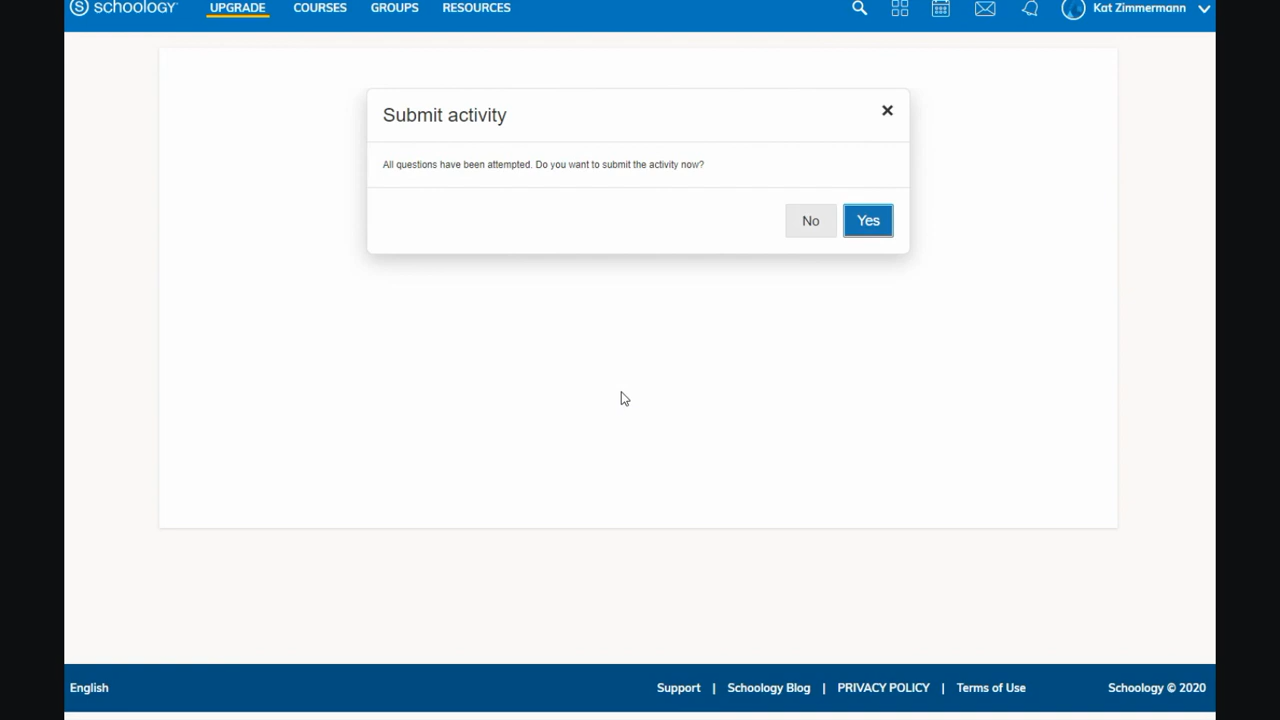 schoology UPGRADE COURSES GROUPS RESOURCES Kat Zimmermann
Submit activity
All questions have been attempted. Do you want to submit the activity now?
No Yes
English Support | Schoology Blog | PRIVACY POLICY | Terms of Use Schoology © 2020